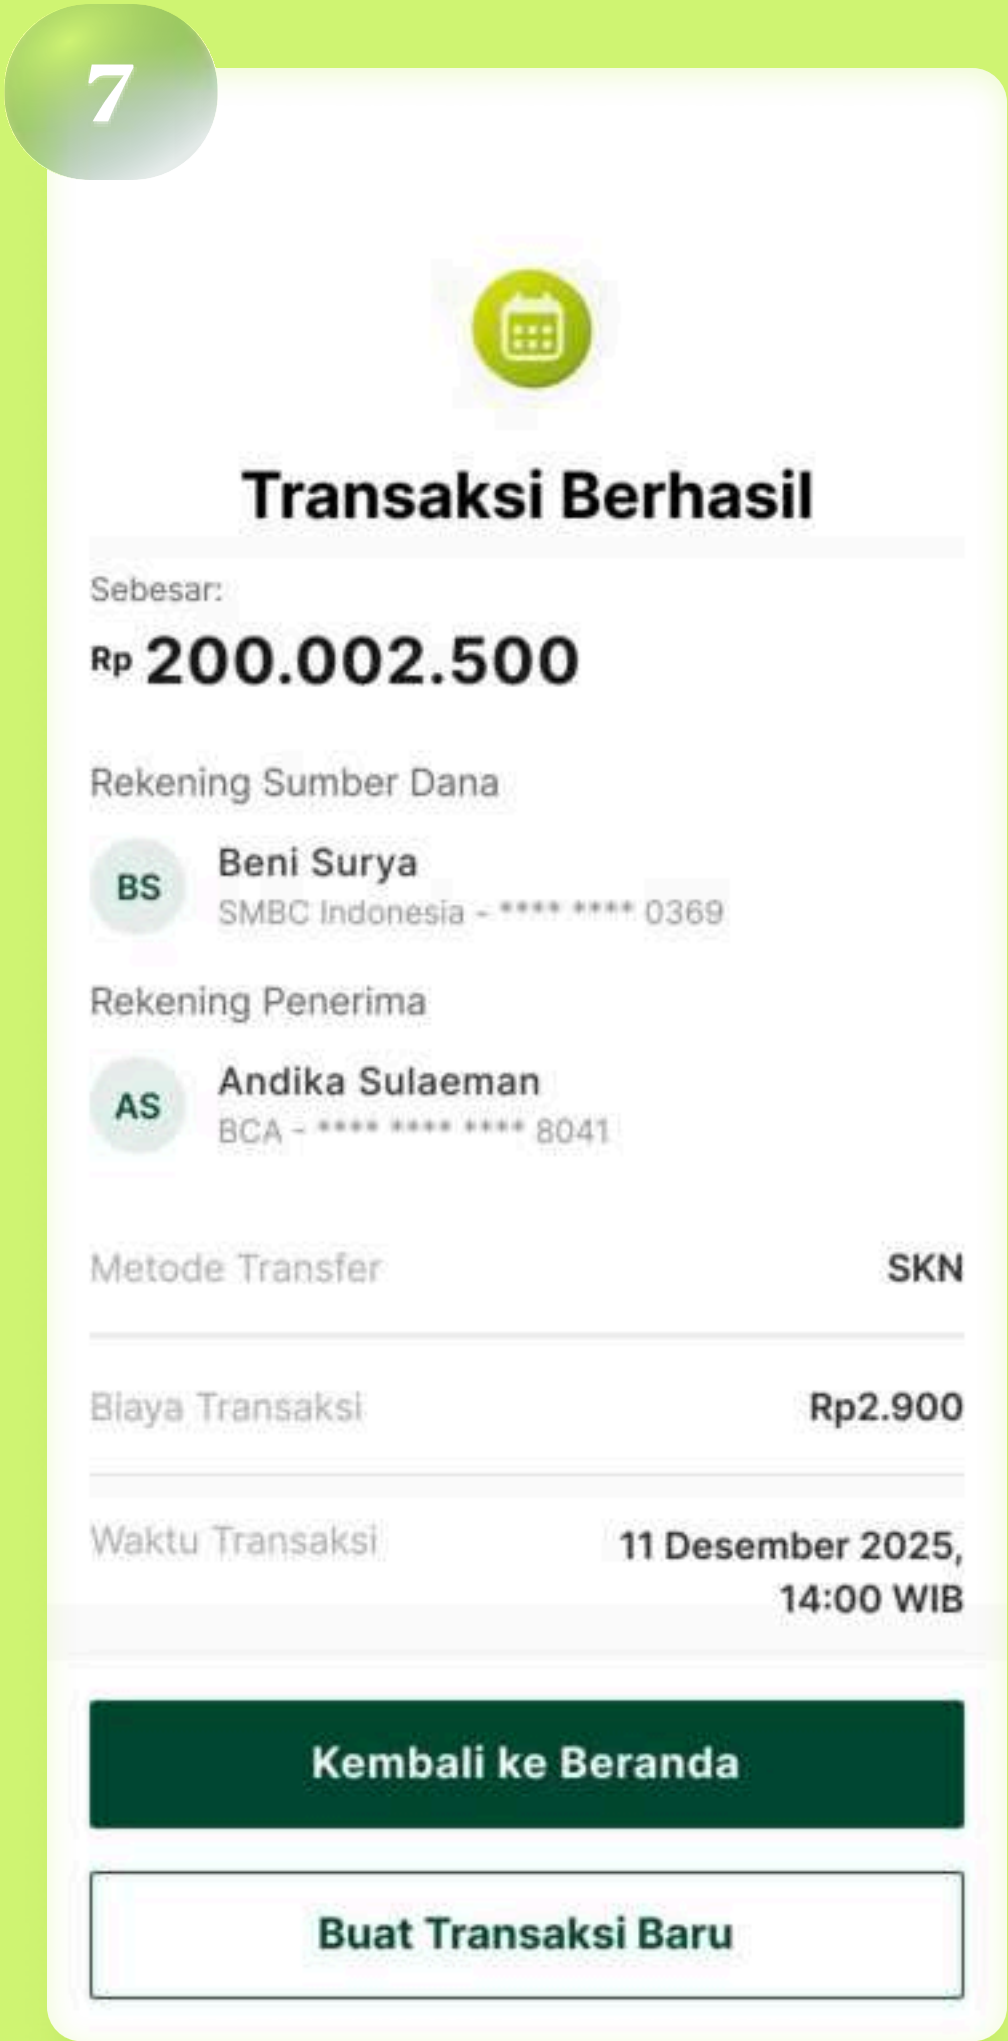 7
Transaksi Berhasil
Sebesar:
Rp 200.002.500
Rekening Sumber Dana
BS
Beni Surya
SMBC Indonesia - **** **** 0369
Rekening Penerima
AS
Andika Sulaeman
BCA - **** **** **** 8041
Metode Transfer SKN
Biaya Transaksi Rp2.900
Waktu Transaksi 11 Desember 2025,
14:00 WIB
Kembali ke Beranda
Buat Transaksi Baru